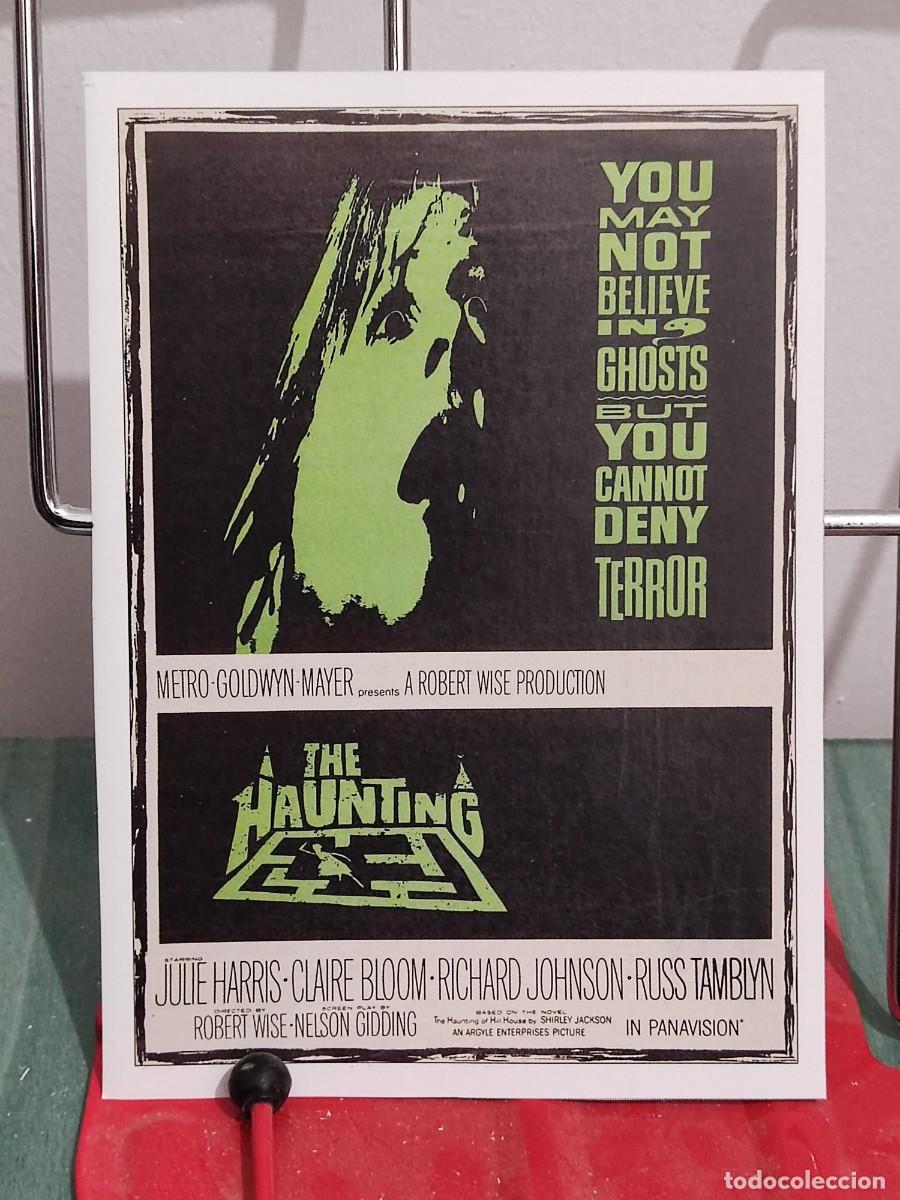 YOU
MAY
NOT
BELIEVE
IN
GHOSTS
BUT
YOU
CANNOT
DENY
TERROR
METRO-GOLDWYN-MAYER presents A ROBERT WISE PRODUCTION
THE
HAUNTING
STARRING
JULIE HARRIS · CLAIRE BLOOM · RICHARD JOHNSON · RUSS TAMBLYN
DIRECTED BY SCREEN PLAY BY BASED ON THE NOVEL
ROBERT WISE · NELSON GIDDING The Haunting of Hill House by SHIRLEY JACKSON
AN ARGYLE ENTERPRISES PICTURE IN PANAVISION®
todocoleccion